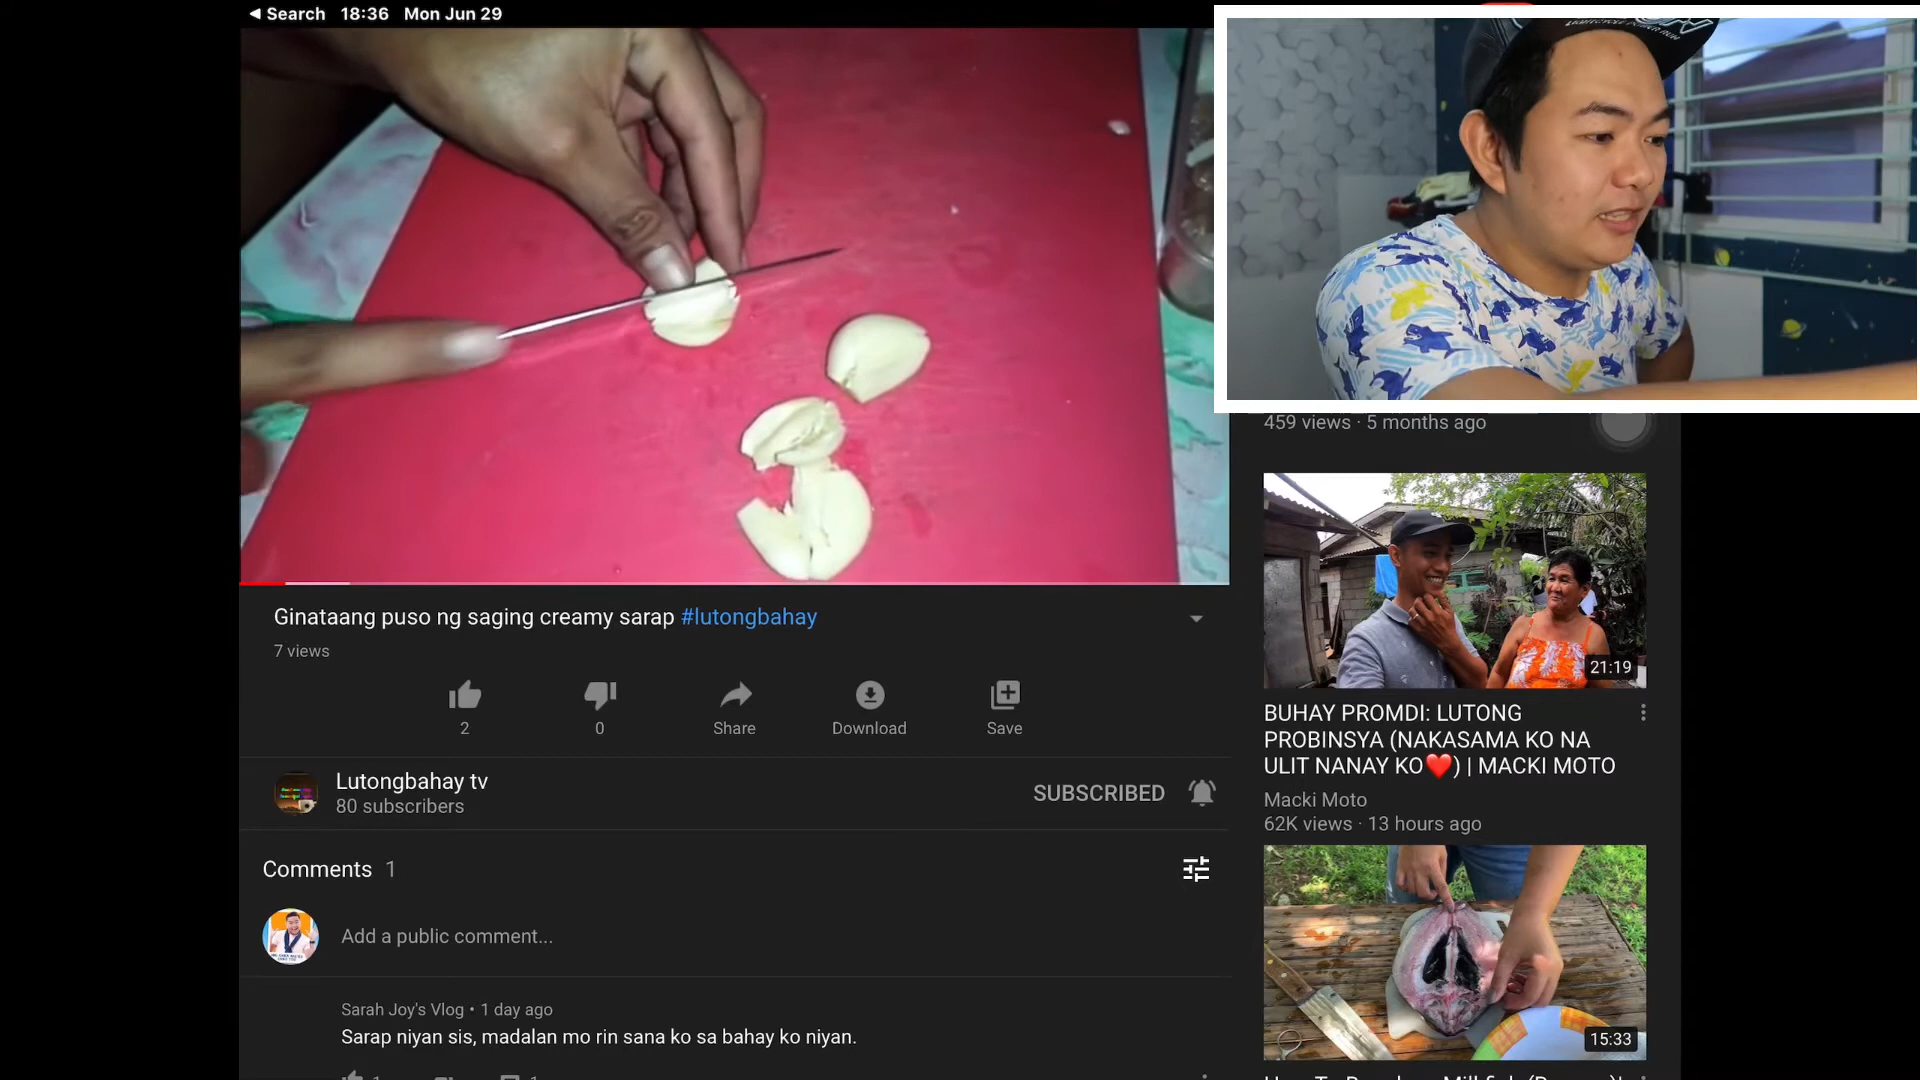 Search 18:36 Mon Jun 29
459 views · 5 months ago
21:19
Ginataang puso ng saging creamy sarap #lutongbahay
7 views
2
0
Share
Download
Save
BUHAY PROMDI: LUTONG
PROBINSYA (NAKASAMA KO NA
ULIT NANAY KO❤️) | MACKI MOTO
Macki Moto
62K views · 13 hours ago
Lutongbahay tv
80 subscribers
SUBSCRIBED
Comments 1
Add a public comment...
Sarah Joy's Vlog • 1 day ago
Sarap niyan sis, madalan mo rin sana ko sa bahay ko niyan.
15:33